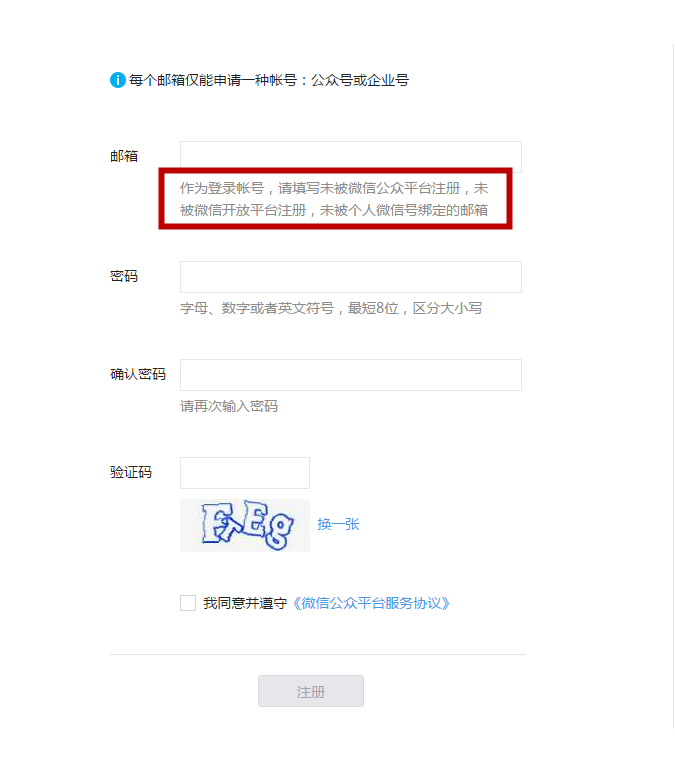 每个邮箱仅能申请一种帐号：公众号或企业号
邮箱
作为登录帐号，请填写未被微信公众平台注册，未
被微信开放平台注册，未被个人微信号绑定的邮箱
密码
字母、数字或者英文符号，最短8位，区分大小写
确认密码
请再次输入密码
验证码
换一张
我同意并遵守《微信公众平台服务协议》
注册